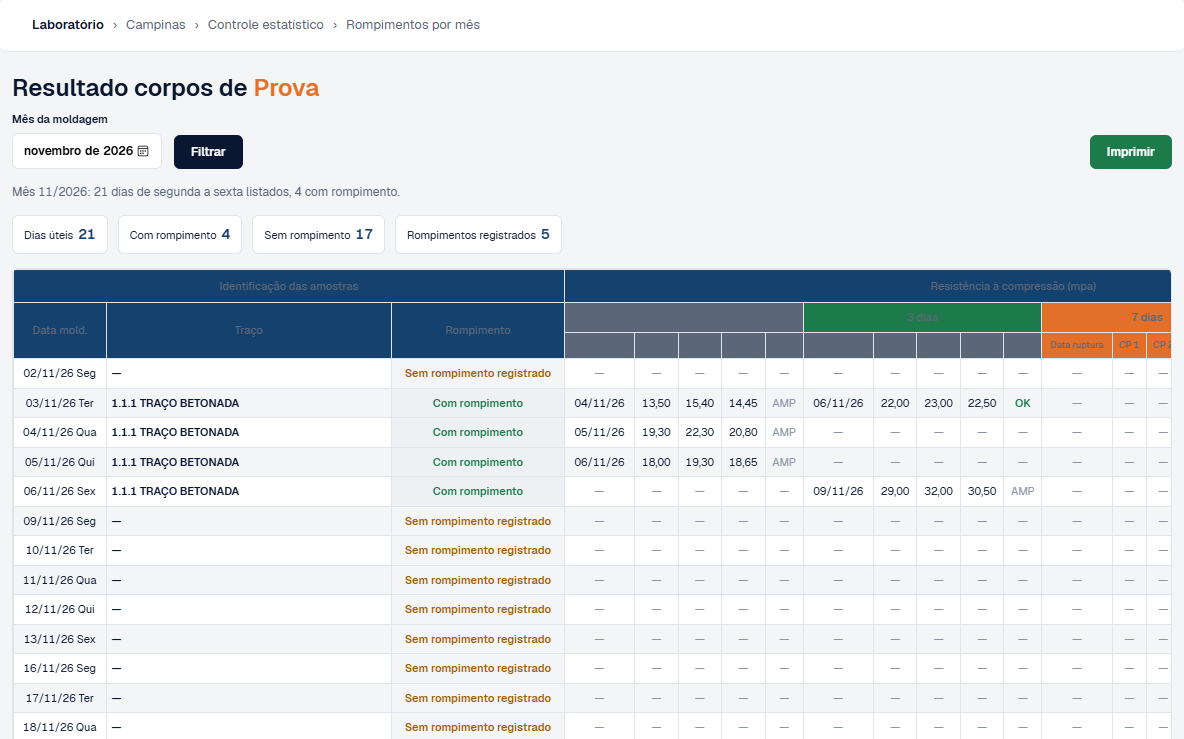 Laboratório › Campinas › Controle estatístico › Rompimentos por mês
Resultado corpos de Prova
Mês da moldagem
novembro de 2026 Filtrar Imprimir
Mês 11/2026: 21 dias de segunda a sexta listados, 4 com rompimento.
Dias úteis 21 Com rompimento 4 Sem rompimento 17 Rompimentos registrados 5
Identificação das amostras Resistência à compressão (mpa)
Data mold. Traço Rompimento 3 dias 7 dias
Data ruptura CP 1 CP 2
02/11/26 Seg — Sem rompimento registrado — — — — — — — — — — — — —
03/11/26 Ter 1.1.1 TRAÇO BETONADA Com rompimento 04/11/26 13,50 15,40 14,45 AMP 06/11/26 22,00 23,00 22,50 OK — — —
04/11/26 Qua 1.1.1 TRAÇO BETONADA Com rompimento 05/11/26 19,30 22,30 20,80 AMP — — — — — — — —
05/11/26 Qui 1.1.1 TRAÇO BETONADA Com rompimento 06/11/26 18,00 19,30 18,65 AMP — — — — — — — —
06/11/26 Sex 1.1.1 TRAÇO BETONADA Com rompimento — — — — — 09/11/26 29,00 32,00 30,50 AMP — — —
09/11/26 Seg — Sem rompimento registrado — — — — — — — — — — — — —
10/11/26 Ter — Sem rompimento registrado — — — — — — — — — — — — —
11/11/26 Qua — Sem rompimento registrado — — — — — — — — — — — — —
12/11/26 Qui — Sem rompimento registrado — — — — — — — — — — — — —
13/11/26 Sex — Sem rompimento registrado — — — — — — — — — — — — —
16/11/26 Seg — Sem rompimento registrado — — — — — — — — — — — — —
17/11/26 Ter — Sem rompimento registrado — — — — — — — — — — — — —
18/11/26 Qua — Sem rompimento registrado — — — — — — — — — — — — —